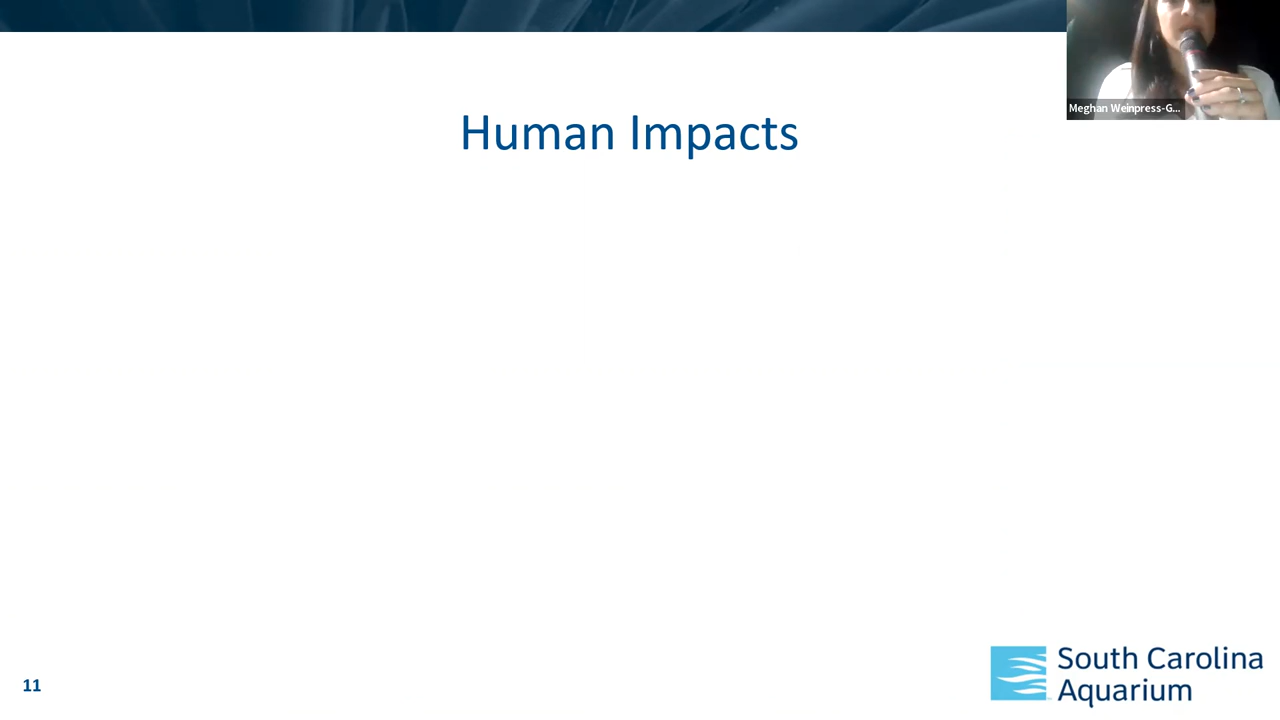 Meghan Weinpress-G...
Human Impacts
South Carolina
Aquarium
11